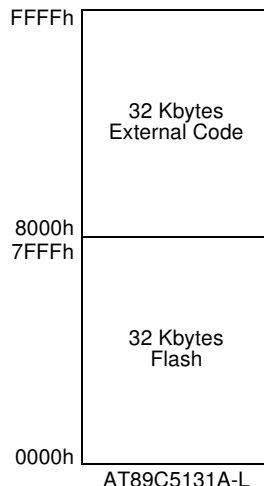 FFFFh
32 Kbytes
External Code
8000h
7FFFh
32 Kbytes
Flash
0000h
AT89C5131A-L